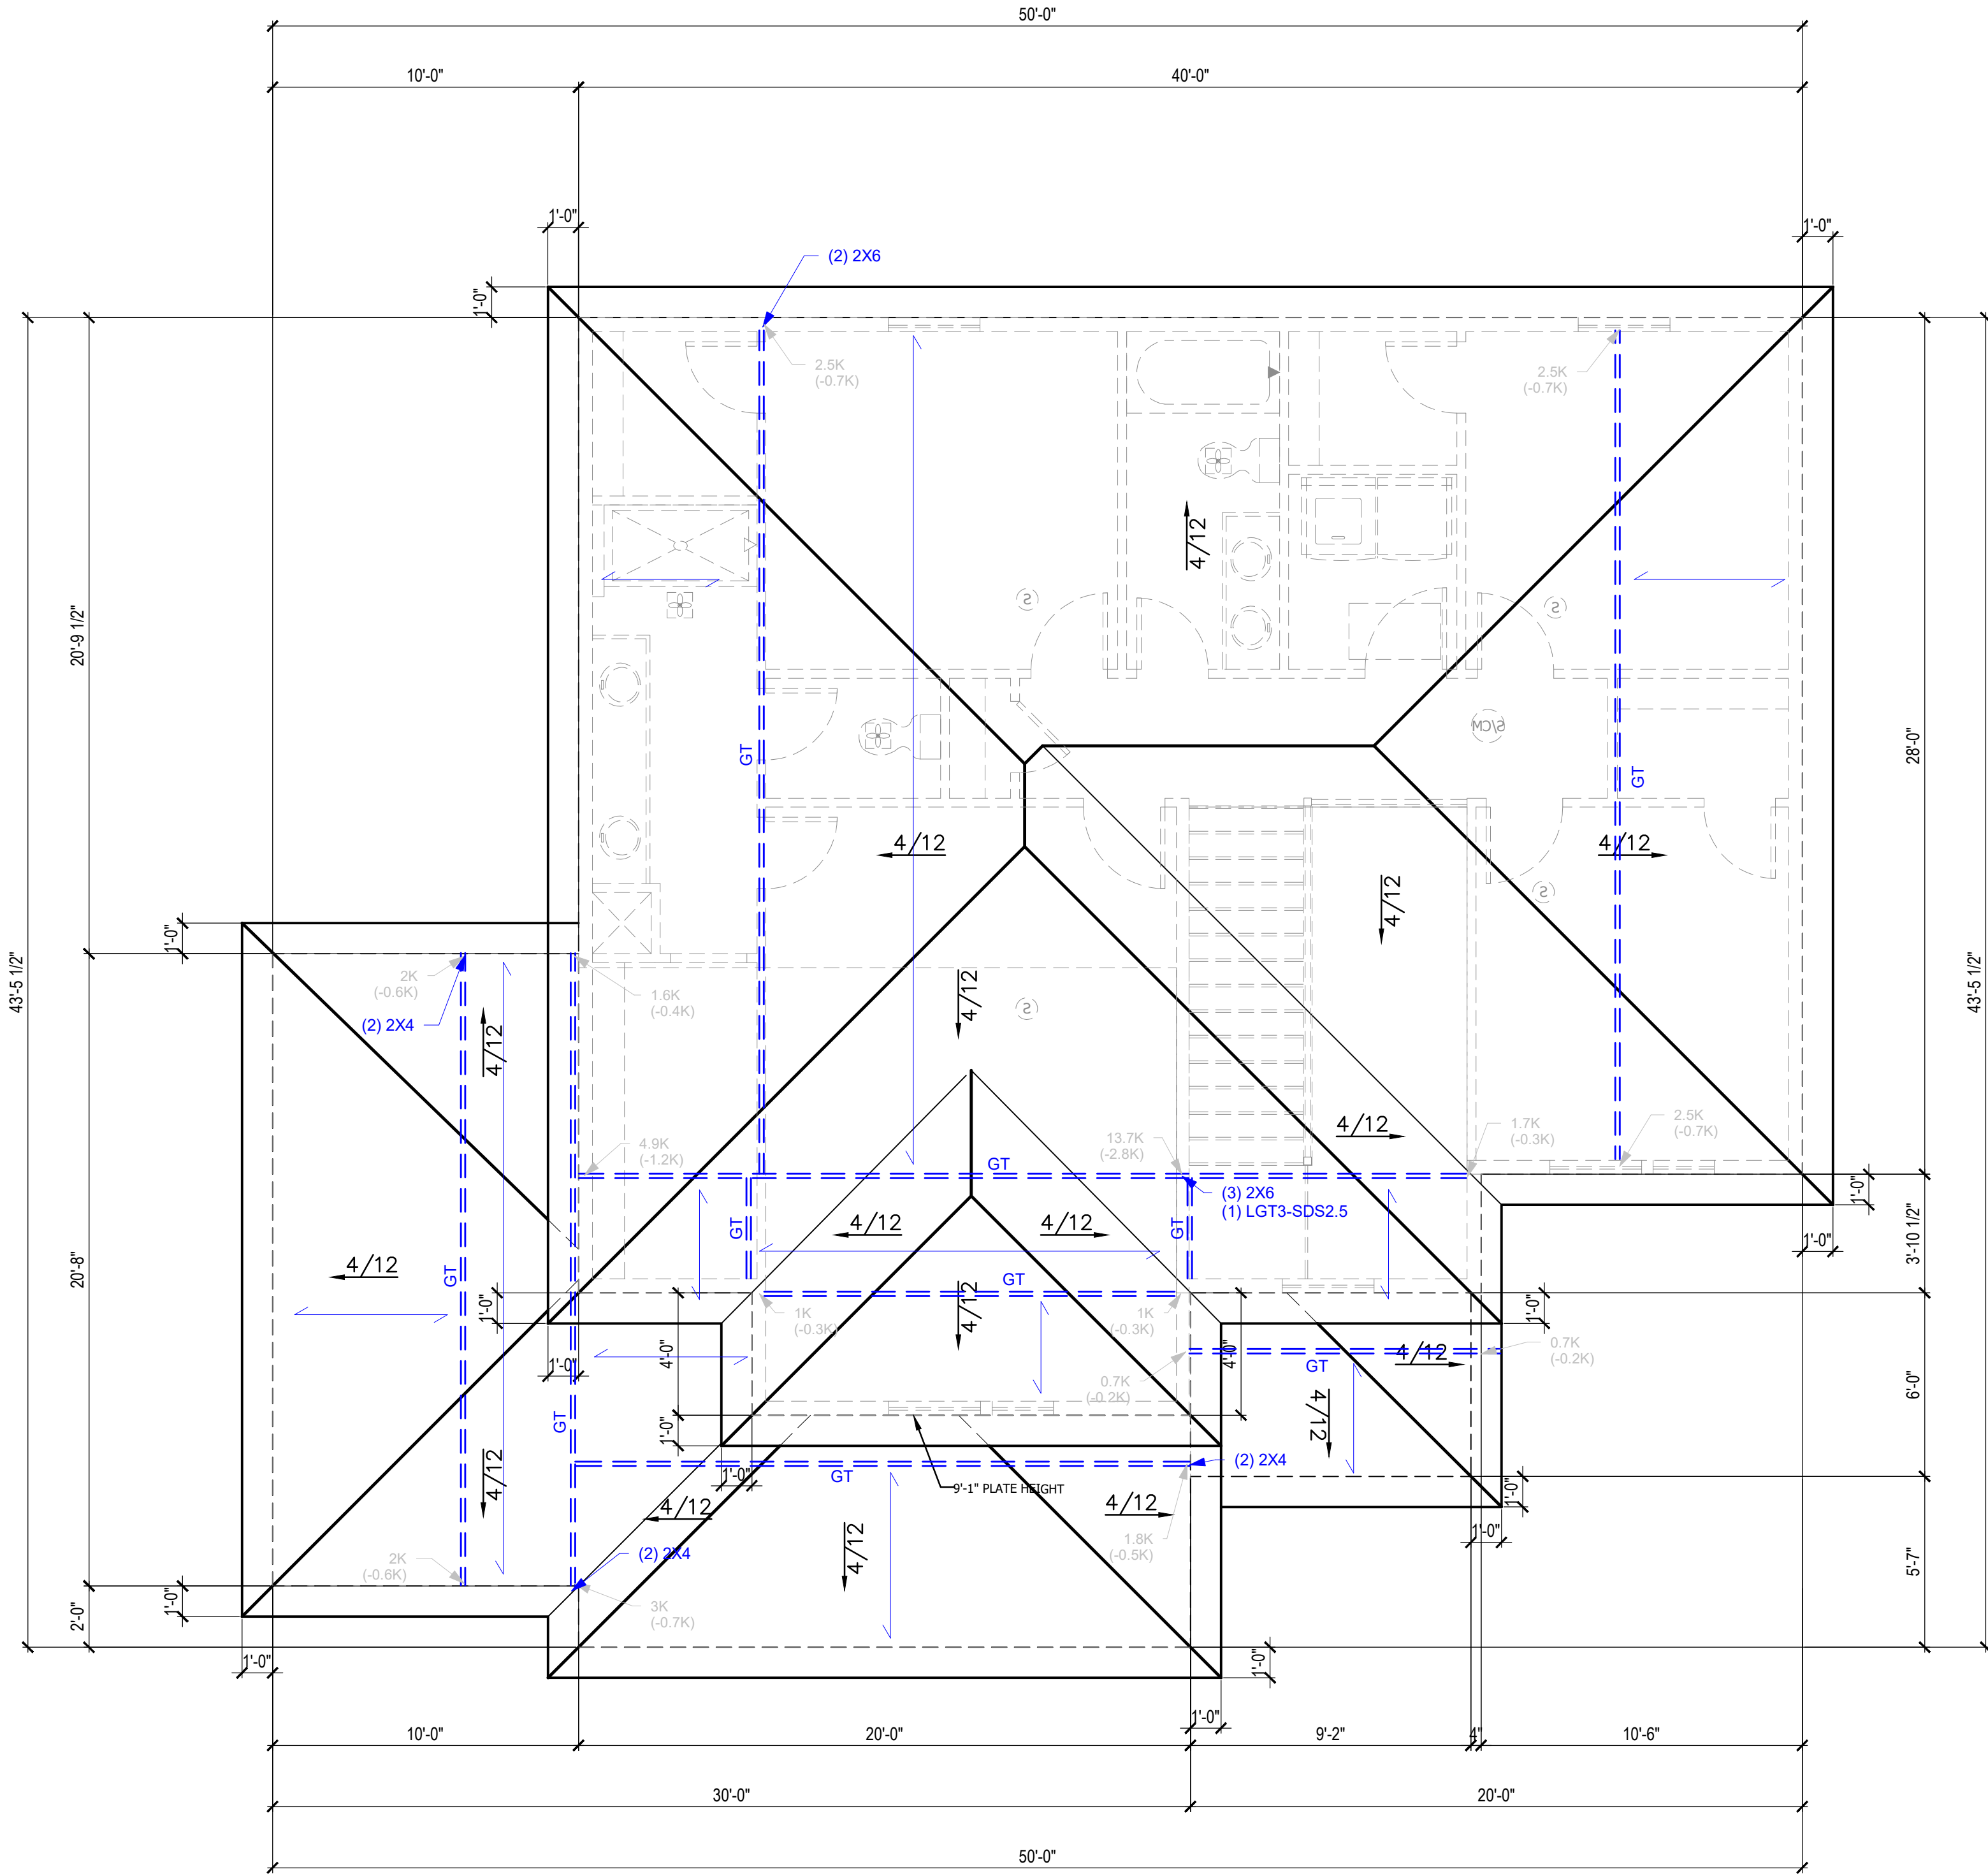 50'-0"
10'-0"
40'-0"
1'-0"
1'-0"
(2) 2X6
1'-0"
2.5K
(-0.7K)
2.5K
(-0.7K)
4/12
S
S
20'-9 1/2"
28'-0"
GT
GT
S/CM
4/12
4/12
4/12
S
43'-5 1/2"
43'-5 1/2"
1'-0"
2K
(-0.6K)
1.6K
(-0.4K)
(2) 2X4
4/12
4/12
S
4.9K
(-1.2K)
13.7K
(-2.8K)
4/12
1.7K
(-0.3K)
2.5K
(-0.7K)
GT
(3) 2X6
(1) LGT3-SDS2.5
1'-0"
3'-10 1/2"
GT
GT
4/12
4/12
1'-0"
4/12
GT
20'-8"
GT
4/12
1'-0"
1K
(-0.3K)
1K
(-0.3K)
1'-0"
4'-0"
4'-0"
1'-0"
0.7K
(-0.2K)
GT
4/12
0.7K
(-0.2K)
6'-0"
4/12
GT
1'-0"
4/12
1'-0"
GT
(2) 2X4
9'-1" PLATE HEIGHT
4/12
4/12
1'-0"
4/12
1.8K
(-0.5K)
1'-0"
5'-7"
2K
(-0.6K)
(2) 2X4
3K
(-0.7K)
1'-0"
2'-0"
1'-0"
1'-0"
1'-0"
10'-0"
20'-0"
9'-2"
4"
10'-6"
30'-0"
20'-0"
50'-0"